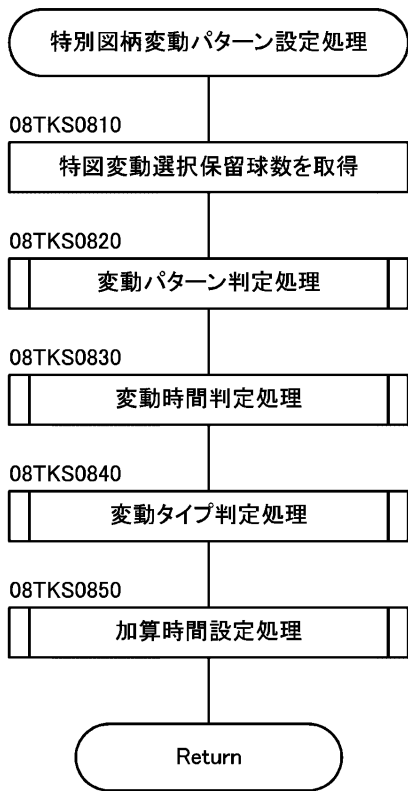 特別図柄変動パターン設定処理
08TKS0810
特図変動選択保留球数を取得
08TKS0820
変動パターン判定処理
08TKS0830
変動時間判定処理
08TKS0840
変動タイプ判定処理
08TKS0850
加算時間設定処理
Return